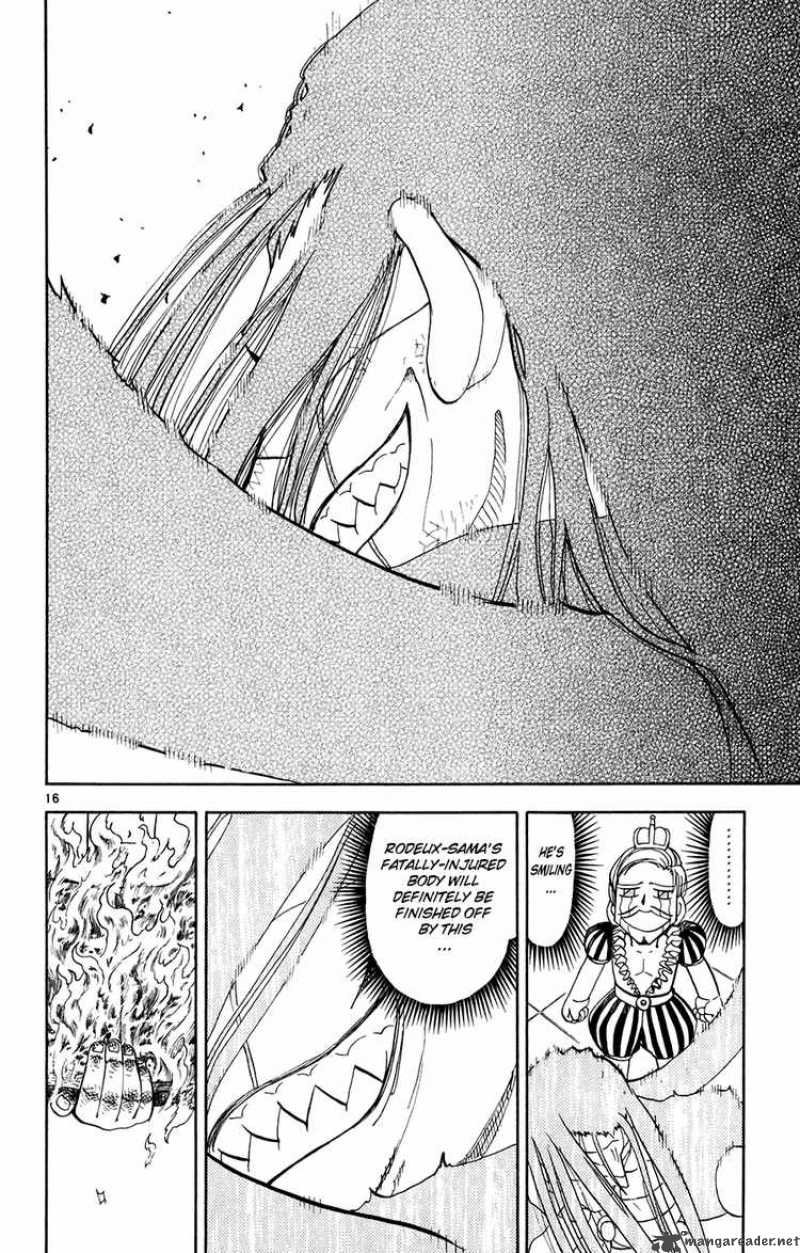 16
..........
HE'S
SMILING
...
RODEUX-SAMA'S
FATALLY-INJURED
BODY WILL
DEFINITELY BE
FINISHED OFF
BY THIS
...
mangareader.net